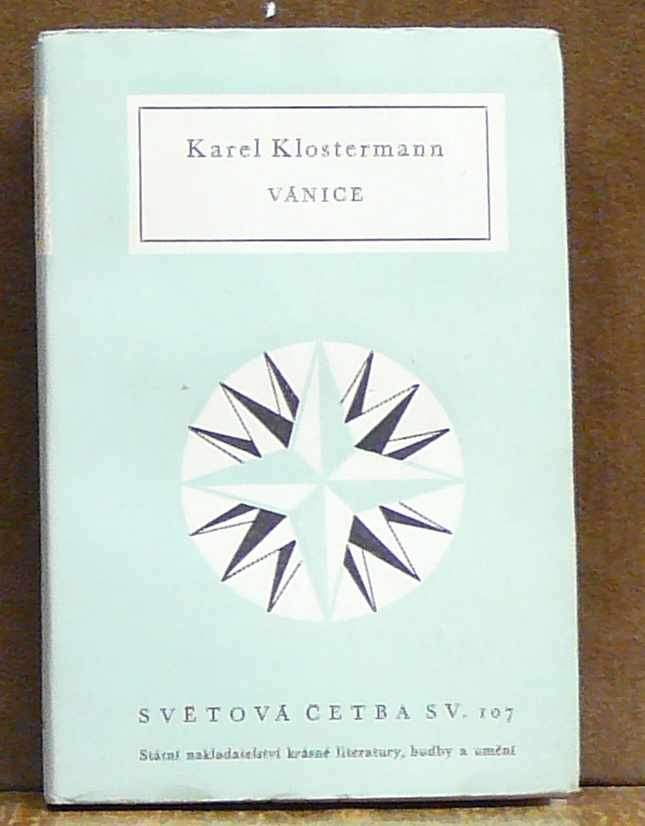 Karel Klostermann
VÁNICE
SVĚTOVÁ ČETBA SV. 107
Státní nakladatelství krásné literatury, hudby a umění